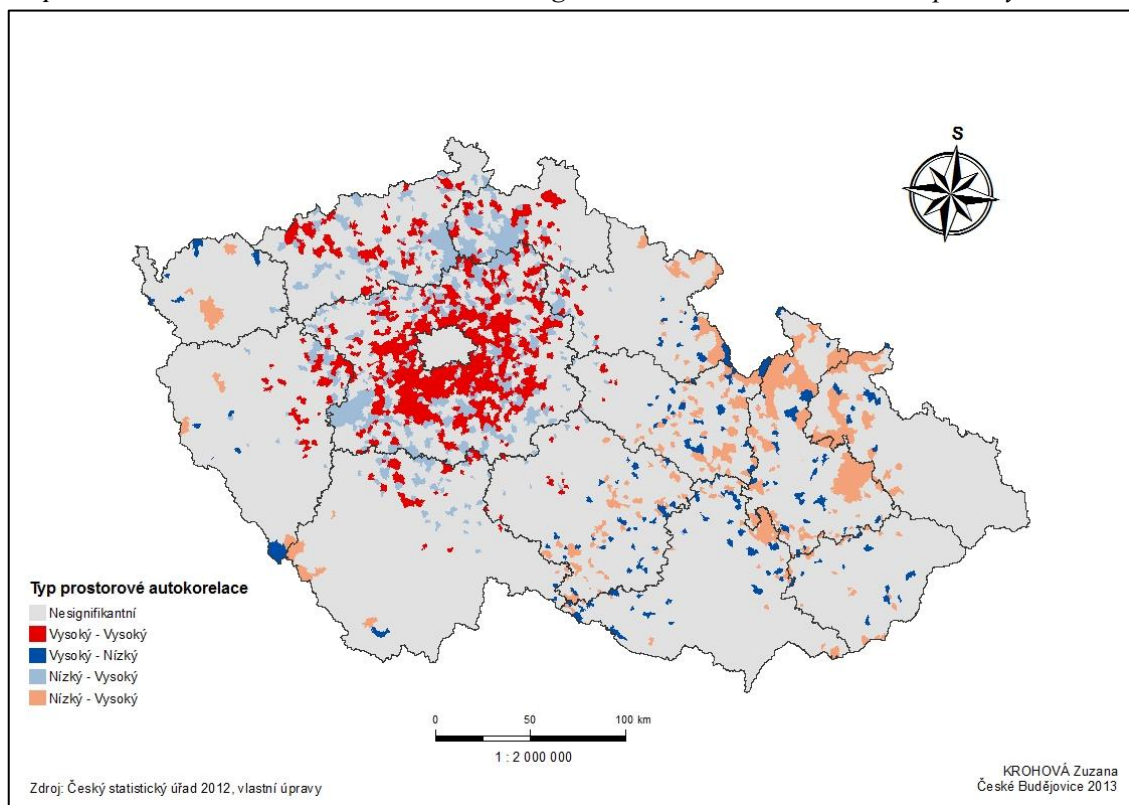 S
Typ prostorové autokorelace
Nesignifikantní
Vysoký - Vysoký
Vysoký - Nízký
Nízký - Vysoký
Nízký - Vysoký
0 50 100 km
1 : 2 000 000
Zdroj: Český statistický úřad 2012, vlastní úpravy
KROHOVÁ Zuzana
České Budějovice 2013